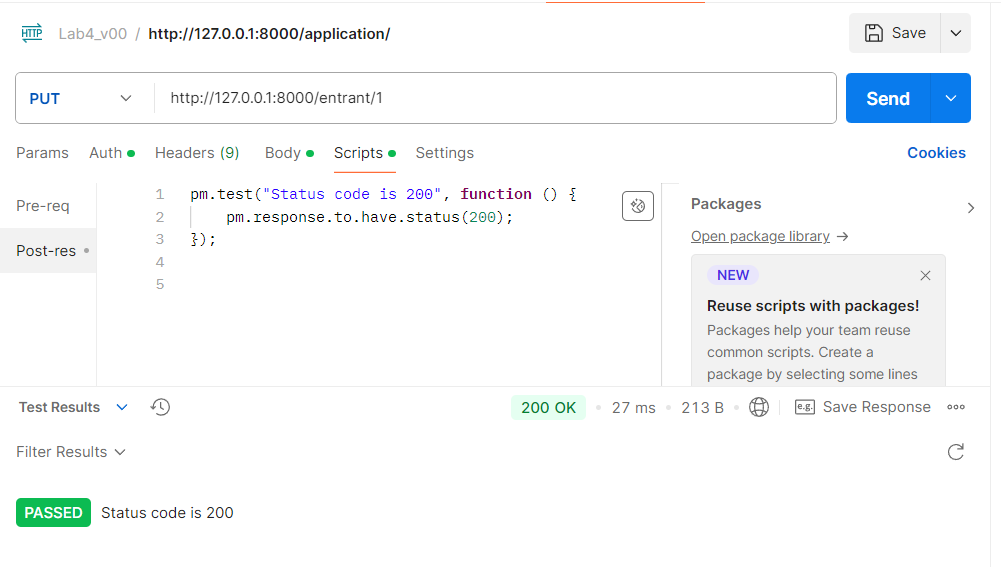 HTTP Lab4_v00 / http://127.0.0.1:8000/application/ Save
PUT http://127.0.0.1:8000/entrant/1 Send
Params Auth Headers (9) Body Scripts Settings Cookies
Pre-req
Post-res
1 pm.test("Status code is 200", function () {
2 pm.response.to.have.status(200);
3 });
4
5
Packages
Open package library →
NEW
Reuse scripts with packages!
Packages help your team reuse
common scripts. Create a
package by selecting some lines
Test Results 200 OK 27 ms 213 B e.g. Save Response
Filter Results
PASSED Status code is 200